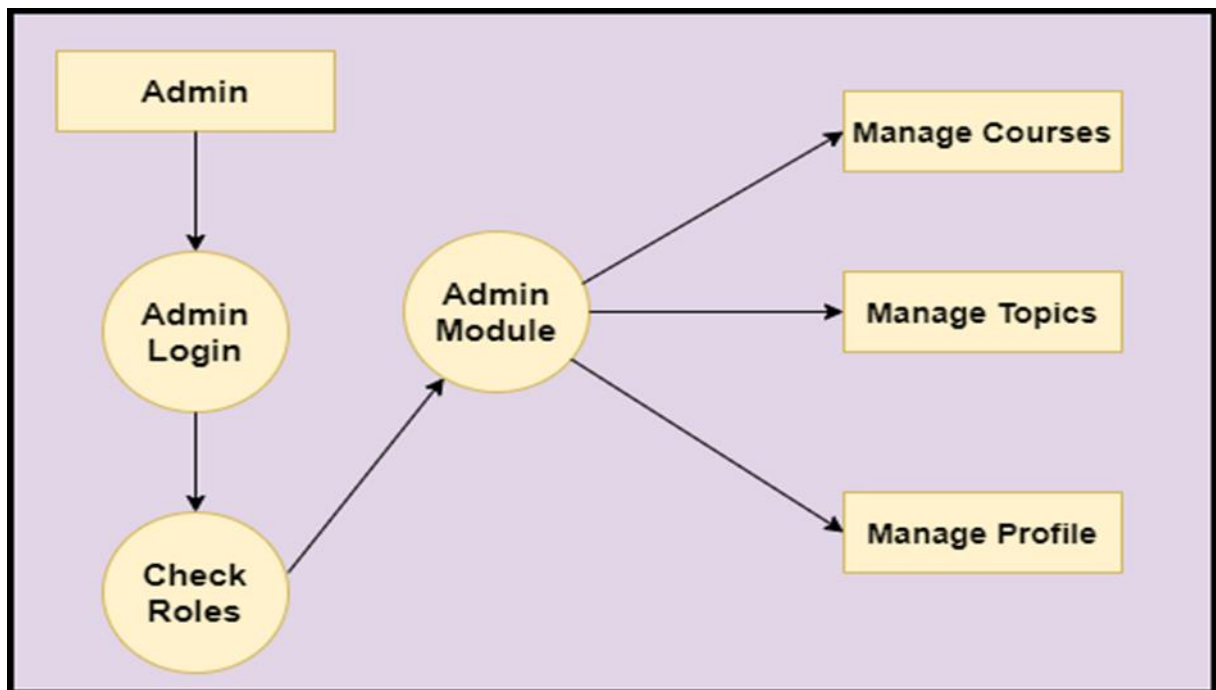 Admin
Admin
Login
Check
Roles
Admin
Module
Manage Courses
Manage Topics
Manage Profile